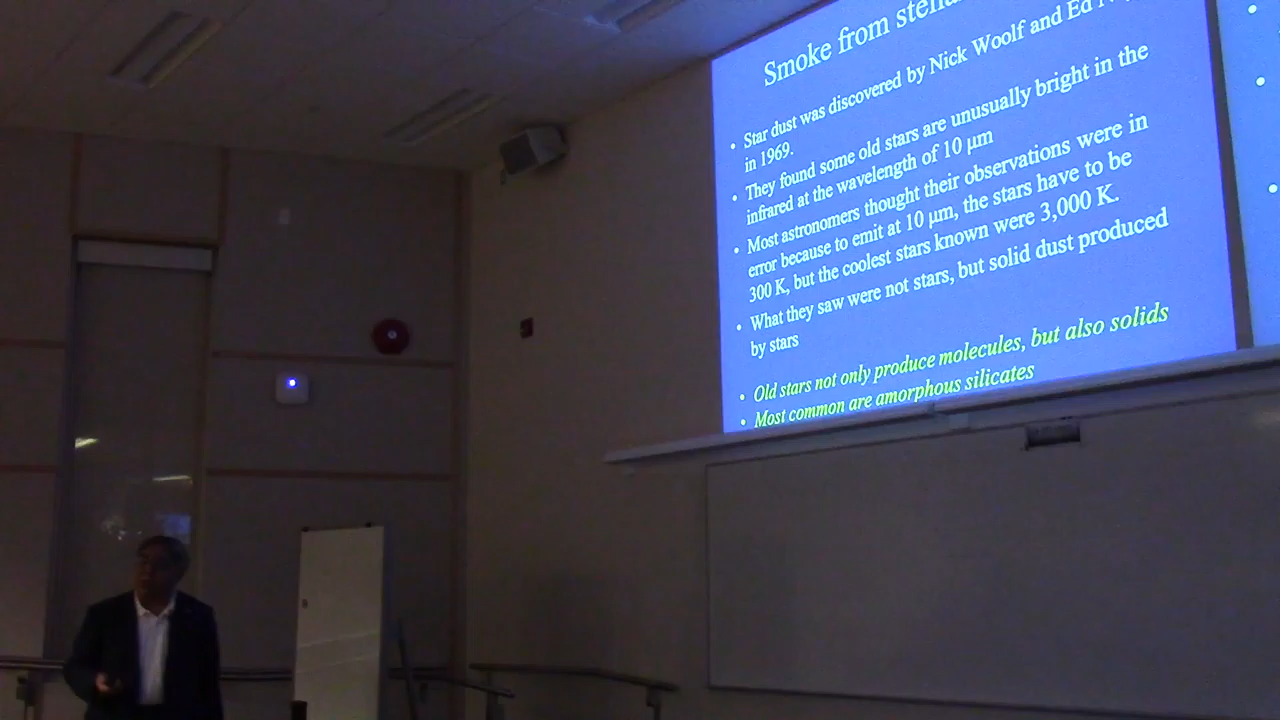 Smoke from
• Star dust was discovered by Nick Woolf and Ed
in 1969.
• They found some old stars are unusually bright in the
infrared at the wavelength of 10 μm
• Most astronomers thought their observations were in
error because to emit at 10 μm, the stars have to be
300 K, but the coolest stars known were 3,000 K.
• What they saw were not stars, but solid dust produced
by stars
• Old stars not only produce molecules, but also solids
• Most common are amorphous silicates